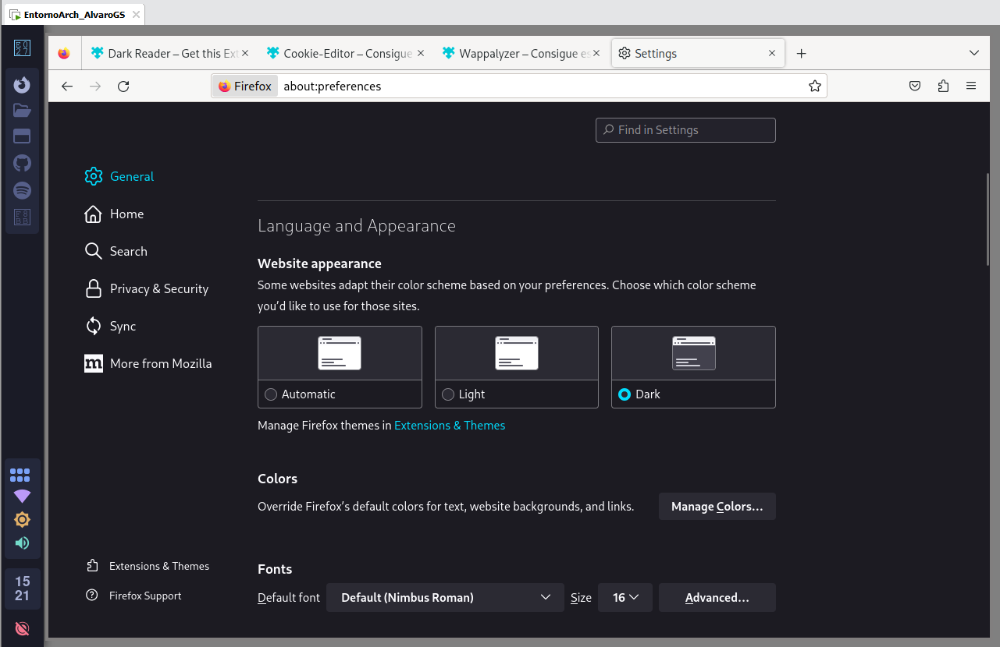 EntornoArch_AlvaroGS
E0
27
Dark Reader – Get this Ext
Cookie-Editor – Consigue
Wappalyzer – Consigue es
Settings
Firefox
about:preferences
Find in Settings
General
Home
Search
Privacy & Security
Sync
m
More from Mozilla
Language and Appearance
Website appearance
Some websites adapt their color scheme based on your preferences. Choose which color scheme
you’d like to use for those sites.
Automatic
Light
Dark
Manage Firefox themes in Extensions & Themes
Colors
Override Firefox’s default colors for text, website backgrounds, and links.
Manage Colors…
Fonts
Default font
Default (Nimbus Roman)
Size
16
Advanced…
Extensions & Themes
Firefox Support
F8
BB
15
21